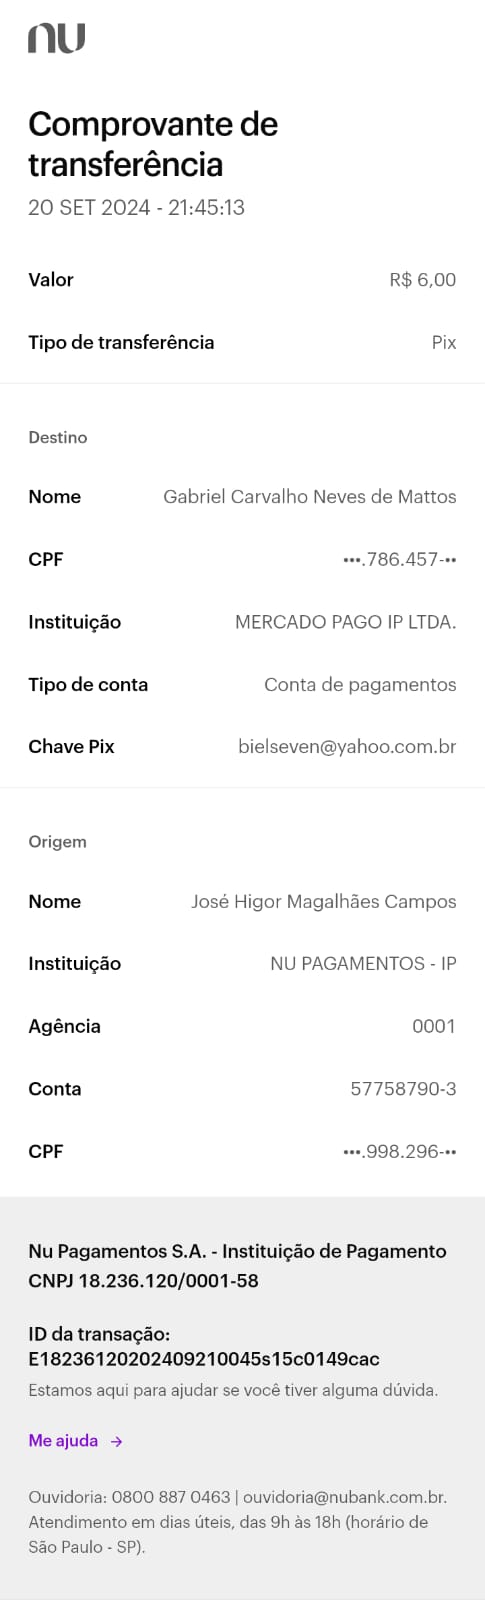 nu
Comprovante de
transferência
20 SET 2024 - 21:45:13
Valor R$ 6,00
Tipo de transferência Pix
Destino
Nome Gabriel Carvalho Neves de Mattos
CPF •••.786.457-••
Instituição MERCADO PAGO IP LTDA.
Tipo de conta Conta de pagamentos
Chave Pix bielseven@yahoo.com.br
Origem
Nome José Higor Magalhães Campos
Instituição NU PAGAMENTOS - IP
Agência 0001
Conta 57758790-3
CPF •••.998.296-••
Nu Pagamentos S.A. - Instituição de Pagamento
CNPJ 18.236.120/0001-58
ID da transação:
E18236120202409210045s15c0149cac
Estamos aqui para ajudar se você tiver alguma dúvida.
Me ajuda →
Ouvidoria: 0800 887 0463 | ouvidoria@nubank.com.br.
Atendimento em dias úteis, das 9h às 18h (horário de
São Paulo - SP).